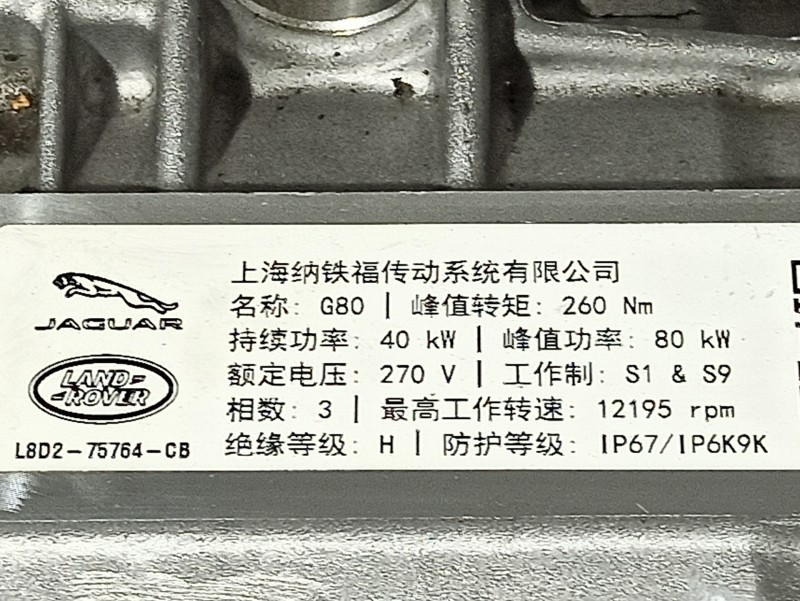 JAGUAR
LAND-
-ROVER
L8D2-75764-CB
上海纳铁福传动系统有限公司
名称: G80 | 峰值转矩: 260 Nm
持续功率: 40 kW | 峰值功率: 80 kW
额定电压: 270 V | 工作制: S1 & S9
相数: 3 | 最高工作转速: 12195 rpm
绝缘等级: H | 防护等级: IP67/IP6K9K